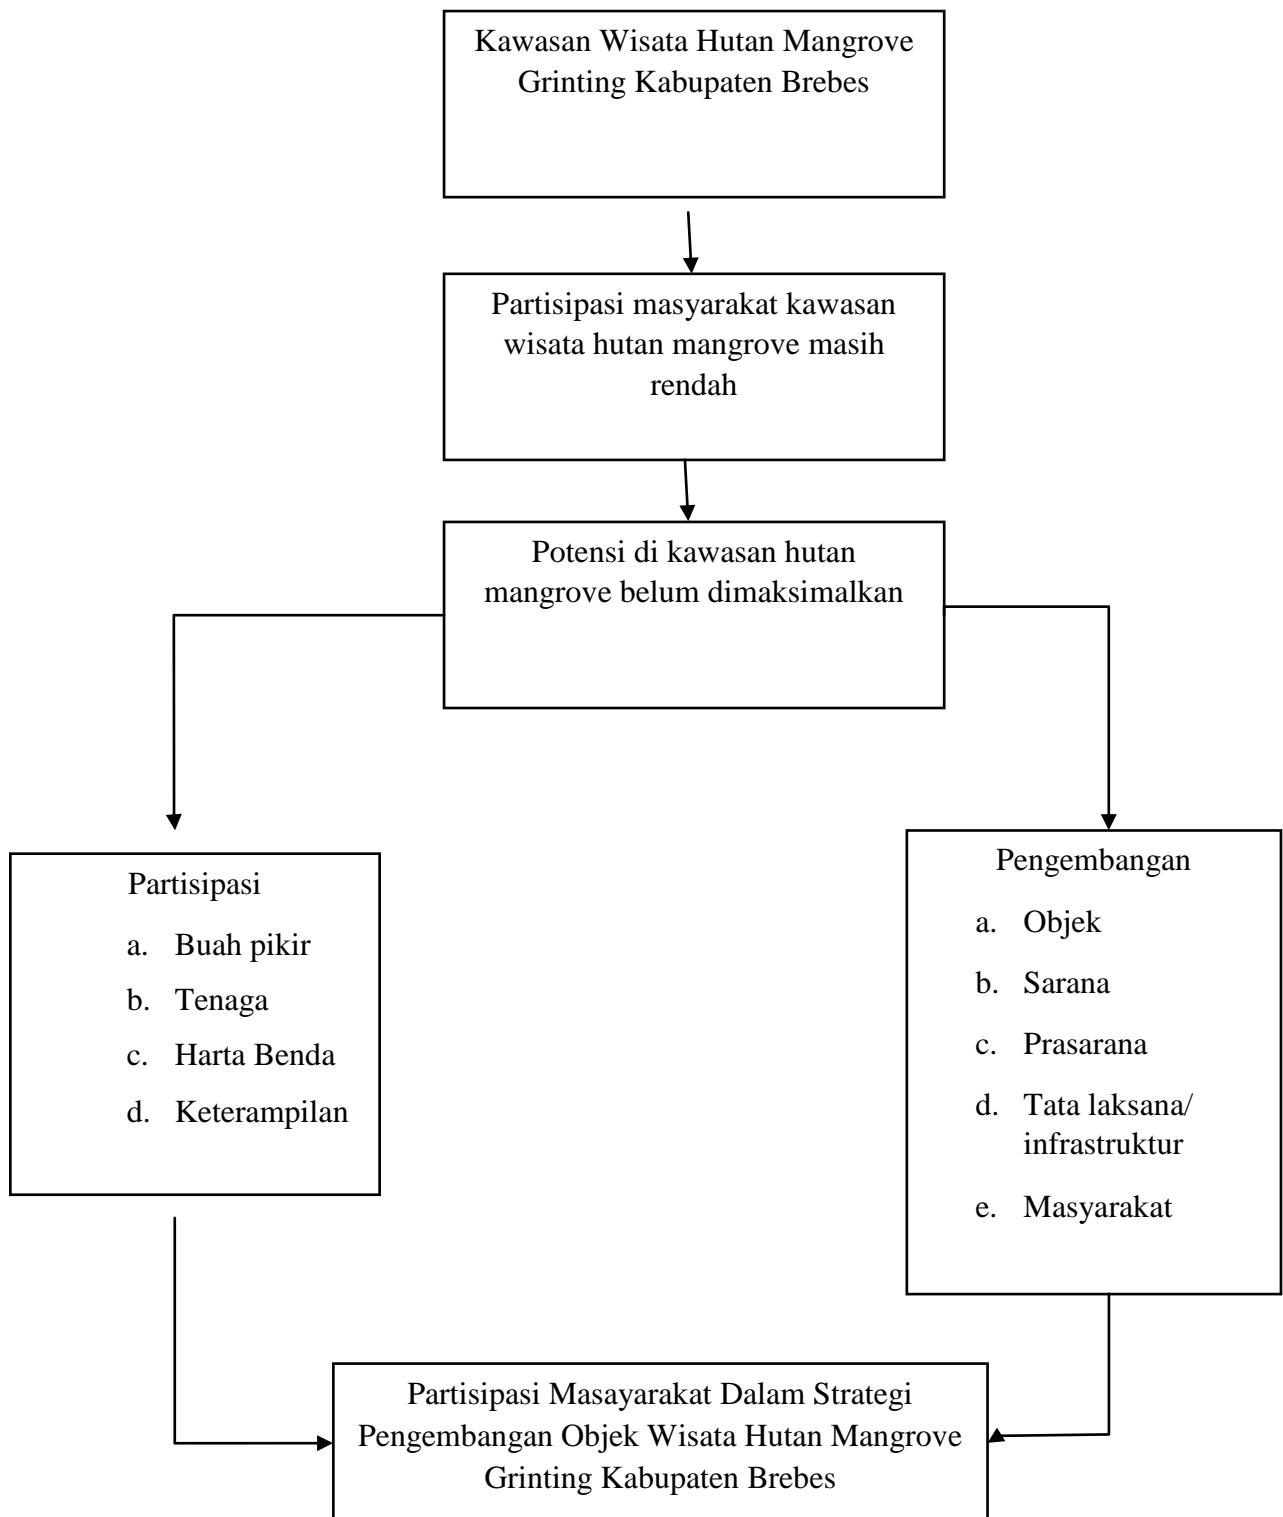 Kawasan Wisata Hutan Mangrove
Grinting Kabupaten Brebes
Partisipasi masyarakat kawasan
wisata hutan mangrove masih
rendah
Potensi di kawasan hutan
mangrove belum dimaksimalkan
Partisipasi
a. Buah pikir
b. Tenaga
c. Harta Benda
d. Keterampilan
Pengembangan
a. Objek
b. Sarana
c. Prasarana
d. Tata laksana/
infrastruktur
e. Masyarakat
Partisipasi Masayarakat Dalam Strategi
Pengembangan Objek Wisata Hutan Mangrove
Grinting Kabupaten Brebes